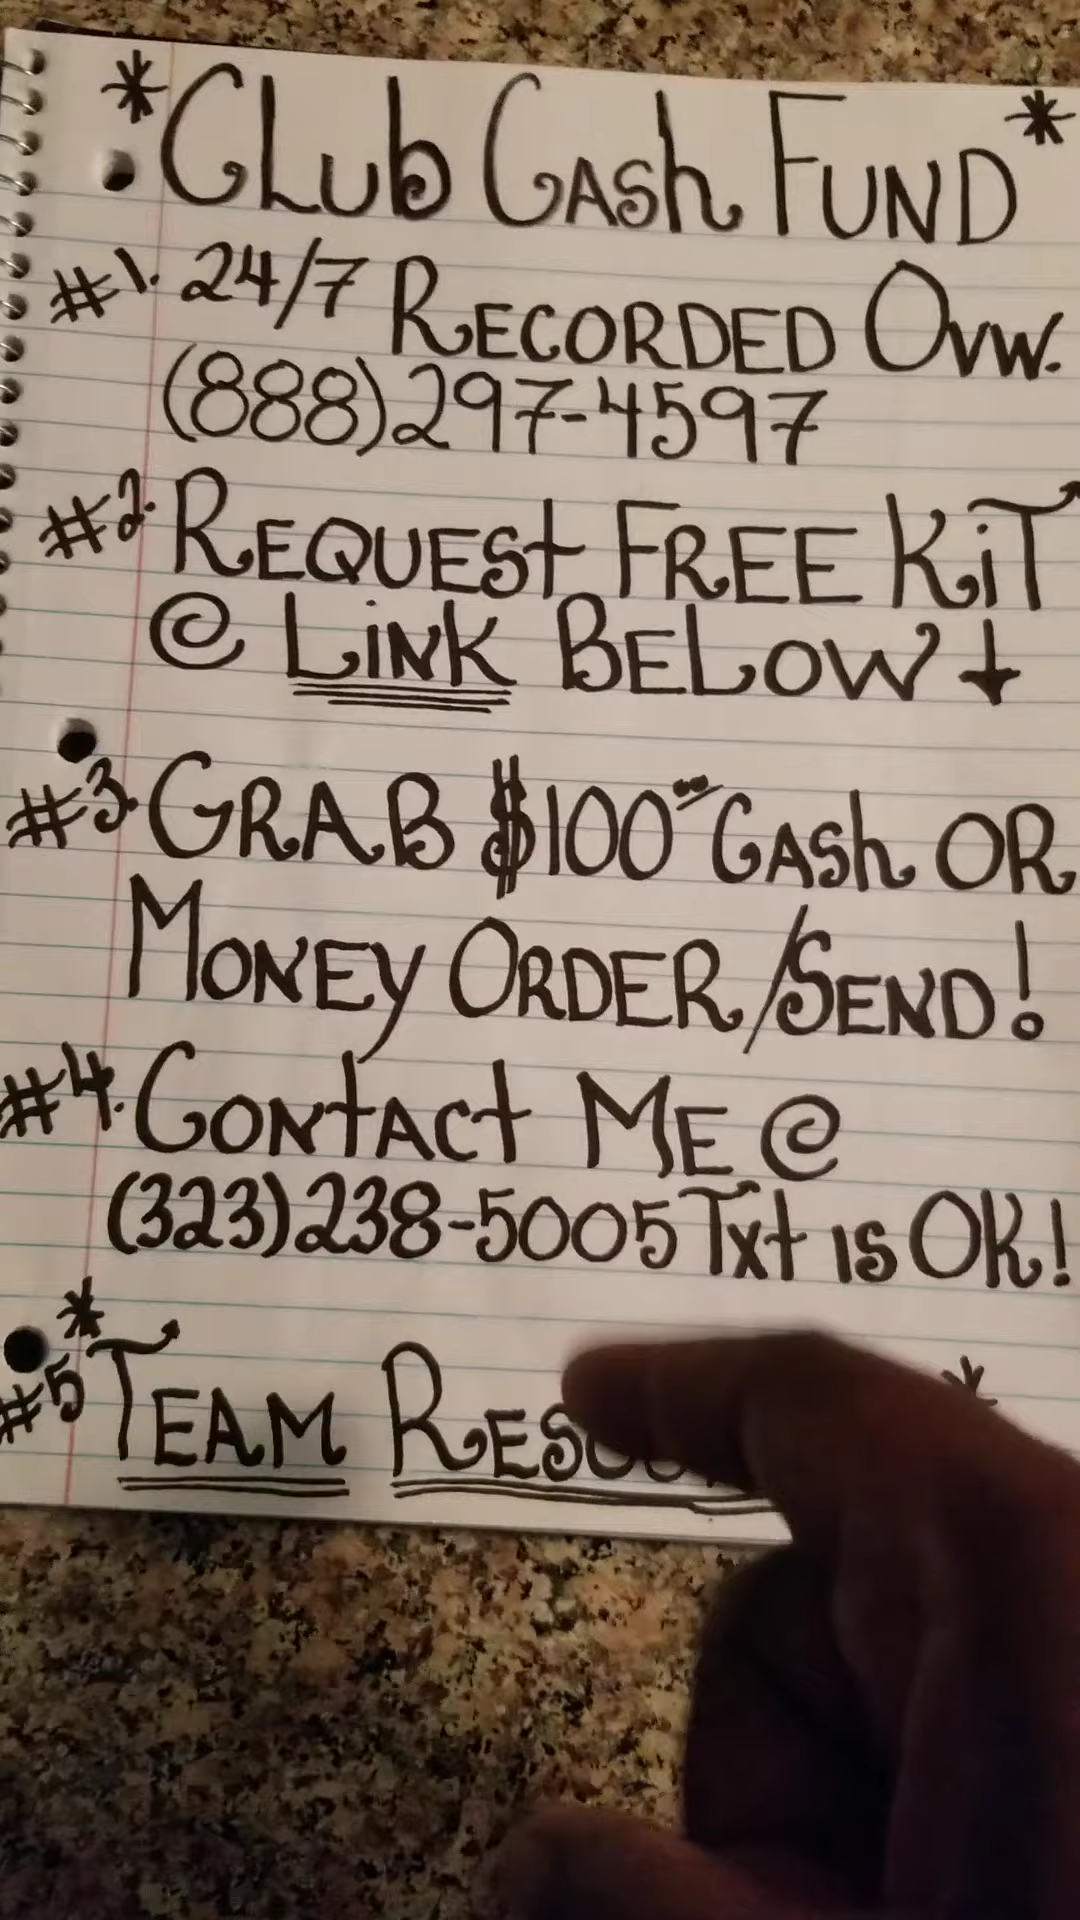 *CLub CAsh FUND*
#1. 24/7 RECORDED OVW.
(888)297-4597
#2. REQUEst FREE KiT
@ LiNK BELOW
#3. GRAB $100.00 CAsh OR
MONEY ORDER/SEND!
#4. CONtACt ME @
(323)238-5005 Txt is OK!
*
#5 TEAM *